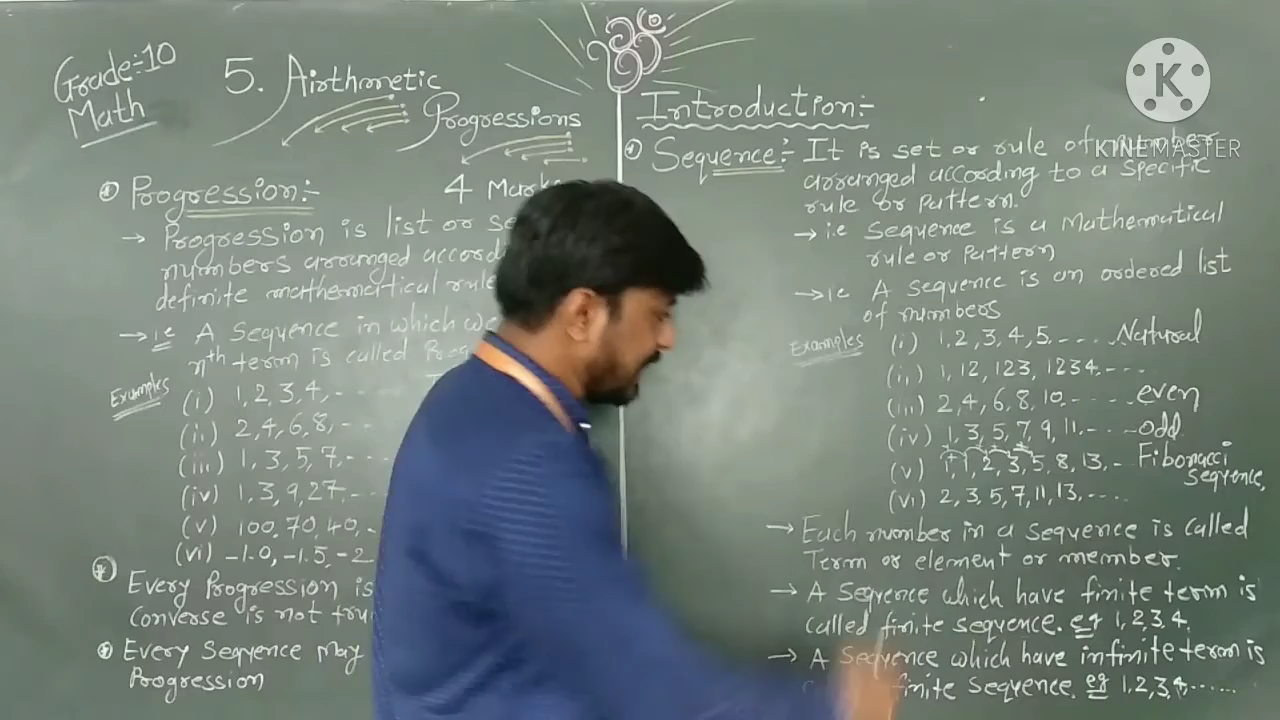 Grade:-10
Math
5. Airthmetic
Progressions
4 Marks
Progression:-
→ Progression is list or se
numbers arranged accord
definite mathematical rule
→ i.e A sequence in which we
nth term is called Prog
Examples
(i) 1, 2, 3, 4, - - -
(ii) 2, 4, 6, 8, - - -
(iii) 1, 3, 5, 7, - - -
(iv) 1, 3, 9, 27, - - -
(v) 100, 70, 40, -
(vi) -1.0, -1.5, -2
Every Progression is
converse is not tru
Every Sequence may
Progression
Introduction:-
Sequence:- It is set or rule of number
arranged according to a specific
rule or pattern.
→ i.e Sequence is a Mathematical
rule or Pattern
→ i.e A sequence is an ordered list
of numbers
Examples
(i) 1, 2, 3, 4, 5, - - - - Natural
(ii) 1, 12, 123, 1234, - - -
(iii) 2, 4, 6, 8, 10, - - - - even
(iv) 1, 3, 5, 7, 9, 11, - - - odd
(v) 1, 1, 2, 3, 5, 8, 13, - Fibonacci
Sequence,
(vi) 2, 3, 5, 7, 11, 13, - - - -
→ Each number in a sequence is called
Term or element or member.
→ A Sequence which have finite term is
called finite sequence. eg 1, 2, 3, 4,
→ A Sequence which have infinite term is
finite Sequence. eg 1, 2, 3, 4, - - - - -
K
KINEMASTER